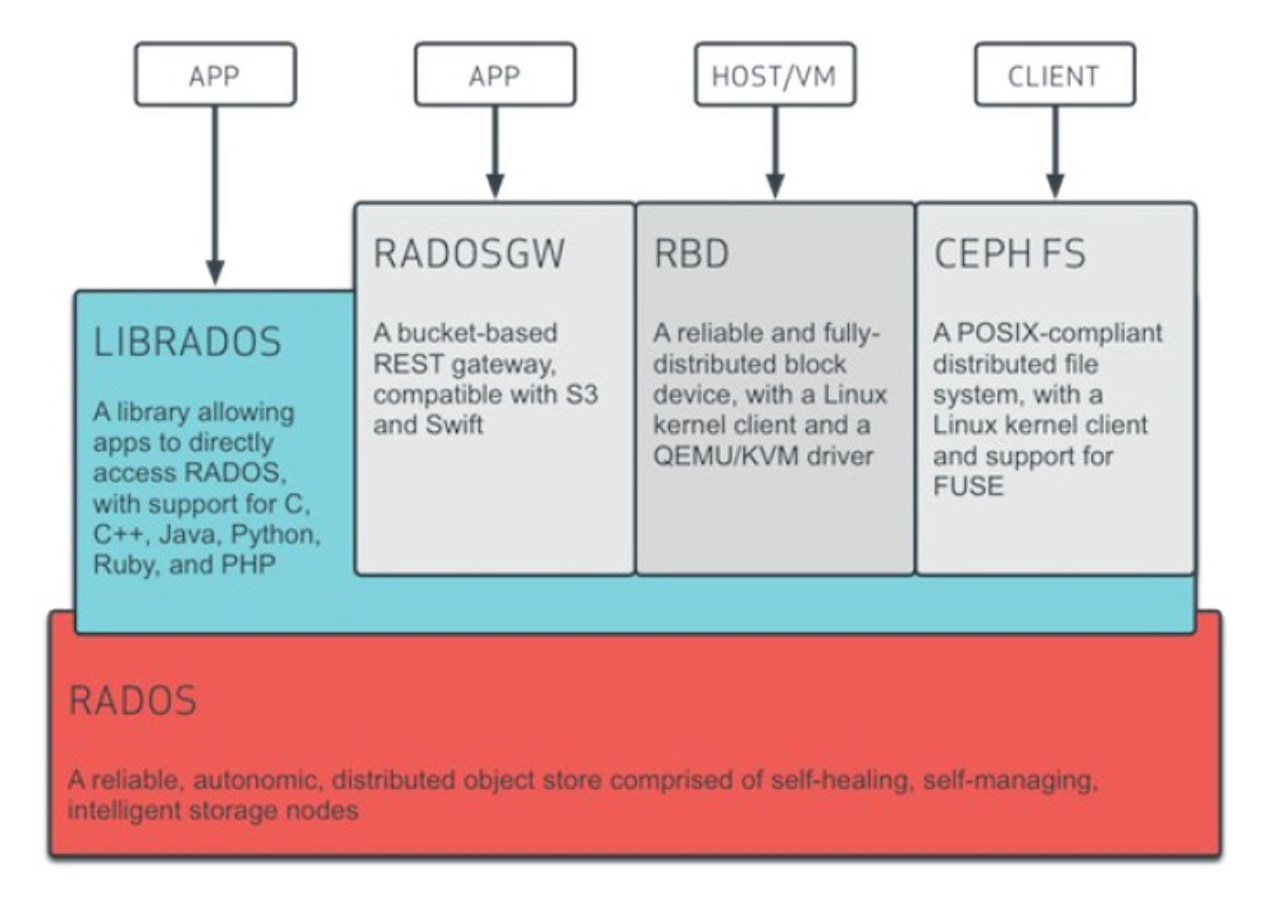 APP
APP
HOST/VM
CLIENT
RADOSGW
A bucket-based
REST gateway,
compatible with S3
and Swift
RBD
A reliable and fully-
distributed block
device, with a Linux
kernel client and a
QEMU/KVM driver
CEPH FS
A POSIX-compliant
distributed file
system, with a
Linux kernel client
and support for
FUSE
LIBRADOS
A library allowing
apps to directly
access RADOS,
with support for C,
C++, Java, Python,
Ruby, and PHP
RADOS
A reliable, autonomic, distributed object store comprised of self-healing, self-managing,
intelligent storage nodes